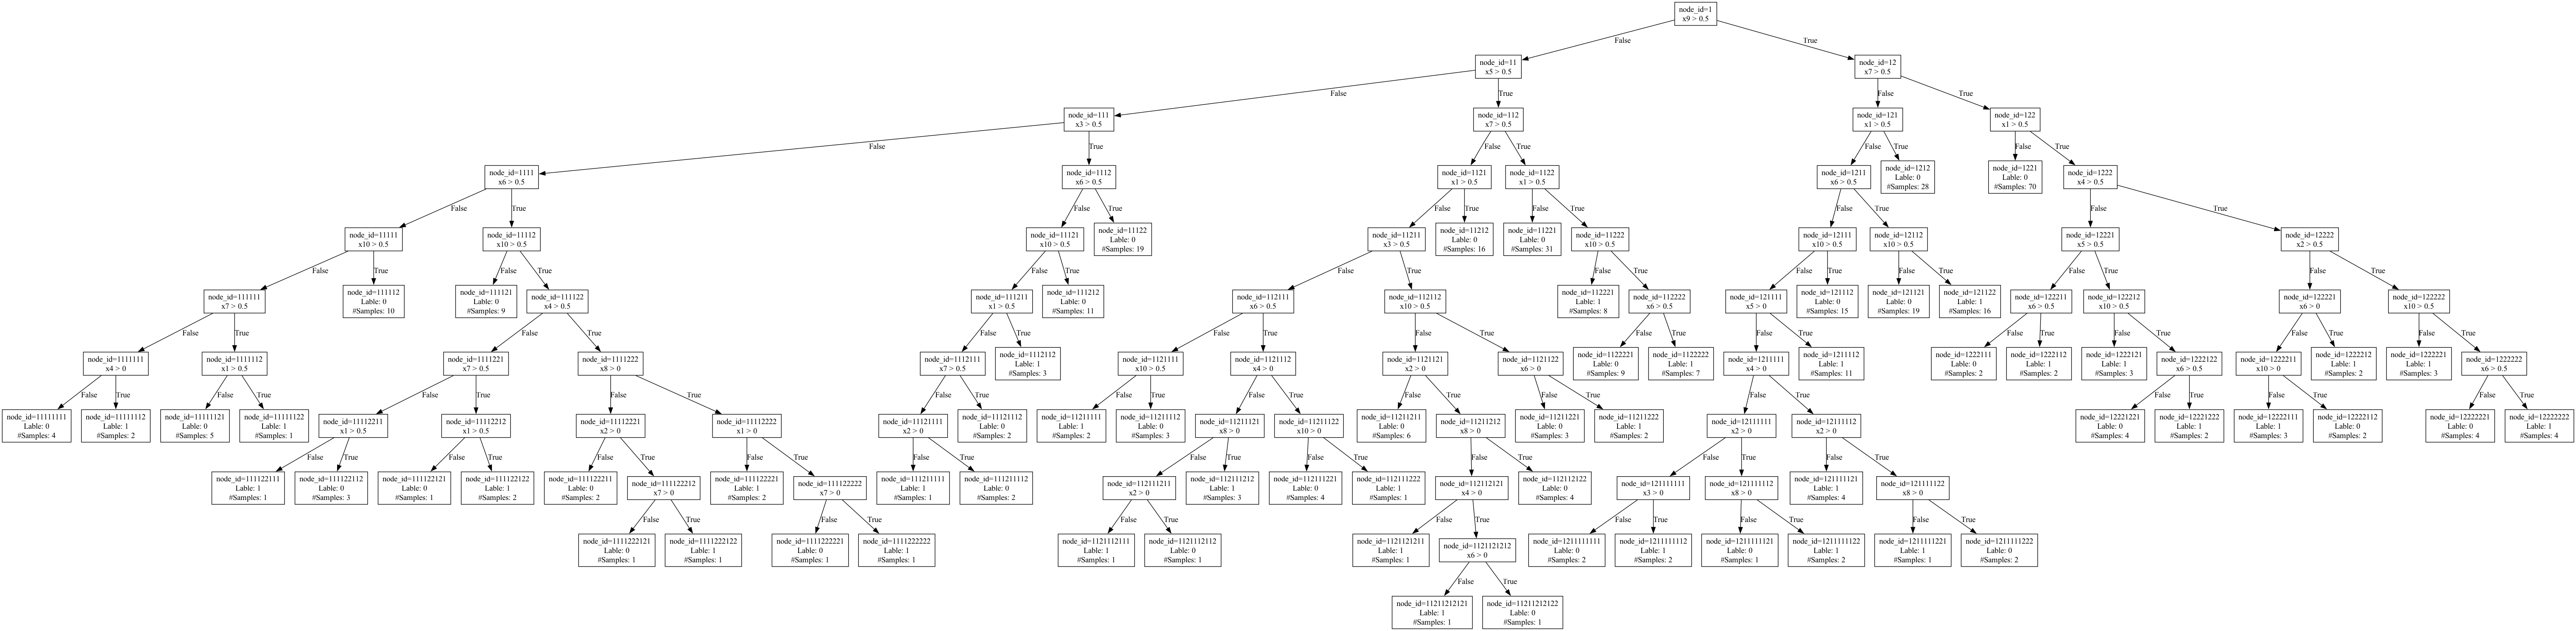 node_id=1
x9 > 0.5
False
True
node_id=11
x5 > 0.5
node_id=12
x7 > 0.5
False
True
False
True
node_id=111
x3 > 0.5
node_id=112
x7 > 0.5
node_id=121
x1 > 0.5
node_id=122
x1 > 0.5
False
True
False
True
False
True
False
True
node_id=1111
x6 > 0.5
node_id=1112
x6 > 0.5
node_id=1121
x1 > 0.5
node_id=1122
x1 > 0.5
node_id=1211
x6 > 0.5
node_id=1212
Lable: 0
#Samples: 28
node_id=1221
Lable: 0
#Samples: 70
node_id=1222
x4 > 0.5
False
True
False
True
False
True
False
True
False
True
False
True
node_id=11111
x10 > 0.5
node_id=11112
x10 > 0.5
node_id=11121
x10 > 0.5
node_id=11122
Lable: 0
#Samples: 19
node_id=11211
x3 > 0.5
node_id=11212
Lable: 0
#Samples: 16
node_id=11221
Lable: 0
#Samples: 31
node_id=11222
x10 > 0.5
node_id=12111
x10 > 0.5
node_id=12112
x10 > 0.5
node_id=12221
x5 > 0.5
node_id=12222
x2 > 0.5
False
True
False
True
False
True
False
True
False
True
False
True
False
True
False
True
False
True
node_id=111111
x7 > 0.5
node_id=111112
Lable: 0
#Samples: 10
node_id=111121
Lable: 0
#Samples: 9
node_id=111122
x4 > 0.5
node_id=111211
x1 > 0.5
node_id=111212
Lable: 0
#Samples: 11
node_id=112111
x6 > 0.5
node_id=112112
x10 > 0.5
node_id=112221
Lable: 1
#Samples: 8
node_id=112222
x6 > 0.5
node_id=121111
x5 > 0
node_id=121112
Lable: 0
#Samples: 15
node_id=121121
Lable: 0
#Samples: 19
node_id=121122
Lable: 1
#Samples: 16
node_id=122211
x6 > 0.5
node_id=122212
x10 > 0.5
node_id=122221
x6 > 0
node_id=122222
x10 > 0.5
False
True
False
True
False
True
False
True
False
True
False
True
False
True
False
True
False
True
False
True
False
True
node_id=1111111
x4 > 0
node_id=1111112
x1 > 0.5
node_id=1111221
x7 > 0.5
node_id=1111222
x8 > 0
node_id=1112111
x7 > 0.5
node_id=1112112
Lable: 1
#Samples: 3
node_id=1121111
x10 > 0.5
node_id=1121112
x4 > 0
node_id=1121121
x2 > 0
node_id=1121122
x6 > 0
node_id=1122221
Lable: 0
#Samples: 9
node_id=1122222
Lable: 1
#Samples: 7
node_id=1211111
x4 > 0
node_id=1211112
Lable: 1
#Samples: 11
node_id=1222111
Lable: 0
#Samples: 2
node_id=1222112
Lable: 1
#Samples: 2
node_id=1222121
Lable: 1
#Samples: 3
node_id=1222122
x6 > 0.5
node_id=1222211
x10 > 0
node_id=1222212
Lable: 1
#Samples: 2
node_id=1222221
Lable: 1
#Samples: 3
node_id=1222222
x6 > 0.5
False
True
False
True
False
True
False
True
False
True
False
True
False
True
False
True
False
True
False
True
False
True
False
True
False
True
node_id=11111111
Lable: 0
#Samples: 4
node_id=11111112
Lable: 1
#Samples: 2
node_id=11111121
Lable: 0
#Samples: 5
node_id=11111122
Lable: 1
#Samples: 1
node_id=11112211
x1 > 0.5
node_id=11112212
x1 > 0.5
node_id=11112221
x2 > 0
node_id=11112222
x1 > 0
node_id=11121111
x2 > 0
node_id=11121112
Lable: 0
#Samples: 2
node_id=11211111
Lable: 1
#Samples: 2
node_id=11211112
Lable: 0
#Samples: 3
node_id=11211121
x8 > 0
node_id=11211122
x10 > 0
node_id=11211211
Lable: 0
#Samples: 6
node_id=11211212
x8 > 0
node_id=11211221
Lable: 0
#Samples: 3
node_id=11211222
Lable: 1
#Samples: 2
node_id=12111111
x2 > 0
node_id=12111112
x2 > 0
node_id=12221221
Lable: 0
#Samples: 4
node_id=12221222
Lable: 1
#Samples: 2
node_id=12222111
Lable: 1
#Samples: 3
node_id=12222112
Lable: 0
#Samples: 2
node_id=12222221
Lable: 0
#Samples: 4
node_id=12222222
Lable: 1
#Samples: 4
False
True
False
True
False
True
False
True
False
True
False
True
False
True
False
True
False
True
False
True
node_id=111122111
Lable: 1
#Samples: 1
node_id=111122112
Lable: 0
#Samples: 3
node_id=111122121
Lable: 0
#Samples: 1
node_id=111122122
Lable: 1
#Samples: 2
node_id=111122211
Lable: 0
#Samples: 2
node_id=111122212
x7 > 0
node_id=111122221
Lable: 1
#Samples: 2
node_id=111122222
x7 > 0
node_id=111211111
Lable: 1
#Samples: 1
node_id=111211112
Lable: 0
#Samples: 2
node_id=112111211
x2 > 0
node_id=112111212
Lable: 1
#Samples: 3
node_id=112111221
Lable: 0
#Samples: 4
node_id=112111222
Lable: 1
#Samples: 1
node_id=112112121
x4 > 0
node_id=112112122
Lable: 0
#Samples: 4
node_id=121111111
x3 > 0
node_id=121111112
x8 > 0
node_id=121111121
Lable: 1
#Samples: 4
node_id=121111122
x8 > 0
False
True
False
True
False
True
False
True
False
True
False
True
False
True
node_id=1111222121
Lable: 0
#Samples: 1
node_id=1111222122
Lable: 1
#Samples: 1
node_id=1111222221
Lable: 0
#Samples: 1
node_id=1111222222
Lable: 1
#Samples: 1
node_id=1121112111
Lable: 1
#Samples: 1
node_id=1121112112
Lable: 0
#Samples: 1
node_id=1121121211
Lable: 1
#Samples: 1
node_id=1121121212
x6 > 0
node_id=1211111111
Lable: 0
#Samples: 2
node_id=1211111112
Lable: 1
#Samples: 2
node_id=1211111121
Lable: 0
#Samples: 1
node_id=1211111122
Lable: 1
#Samples: 2
node_id=1211111221
Lable: 1
#Samples: 1
node_id=1211111222
Lable: 0
#Samples: 2
False
True
node_id=11211212121
Lable: 1
#Samples: 1
node_id=11211212122
Lable: 0
#Samples: 1